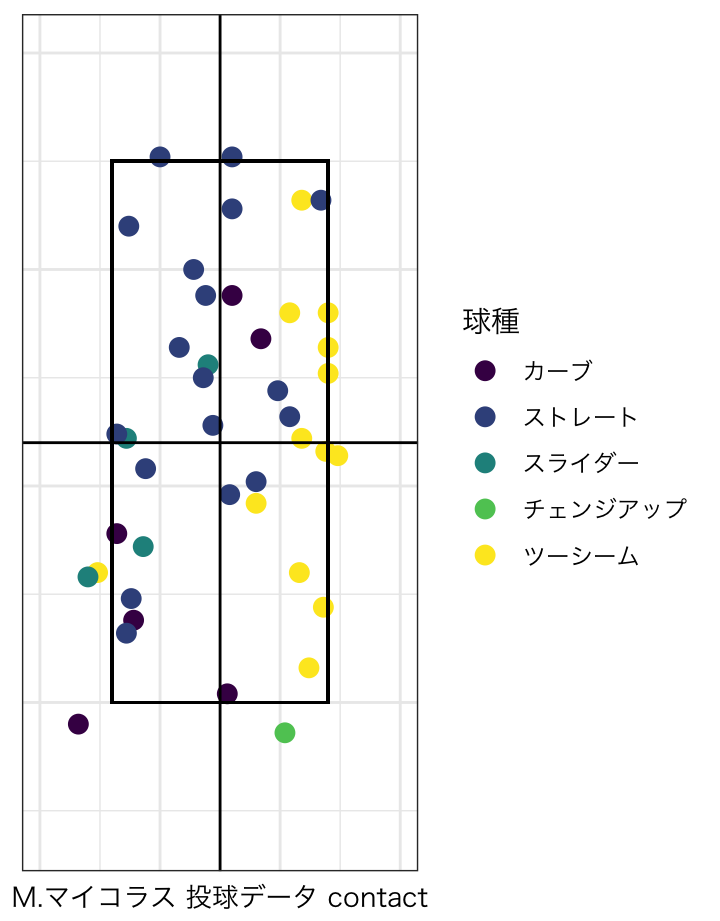 球種
カーブ
ストレート
スライダー
チェンジアップ
ツーシーム
M.マイコラス 投球データ contact